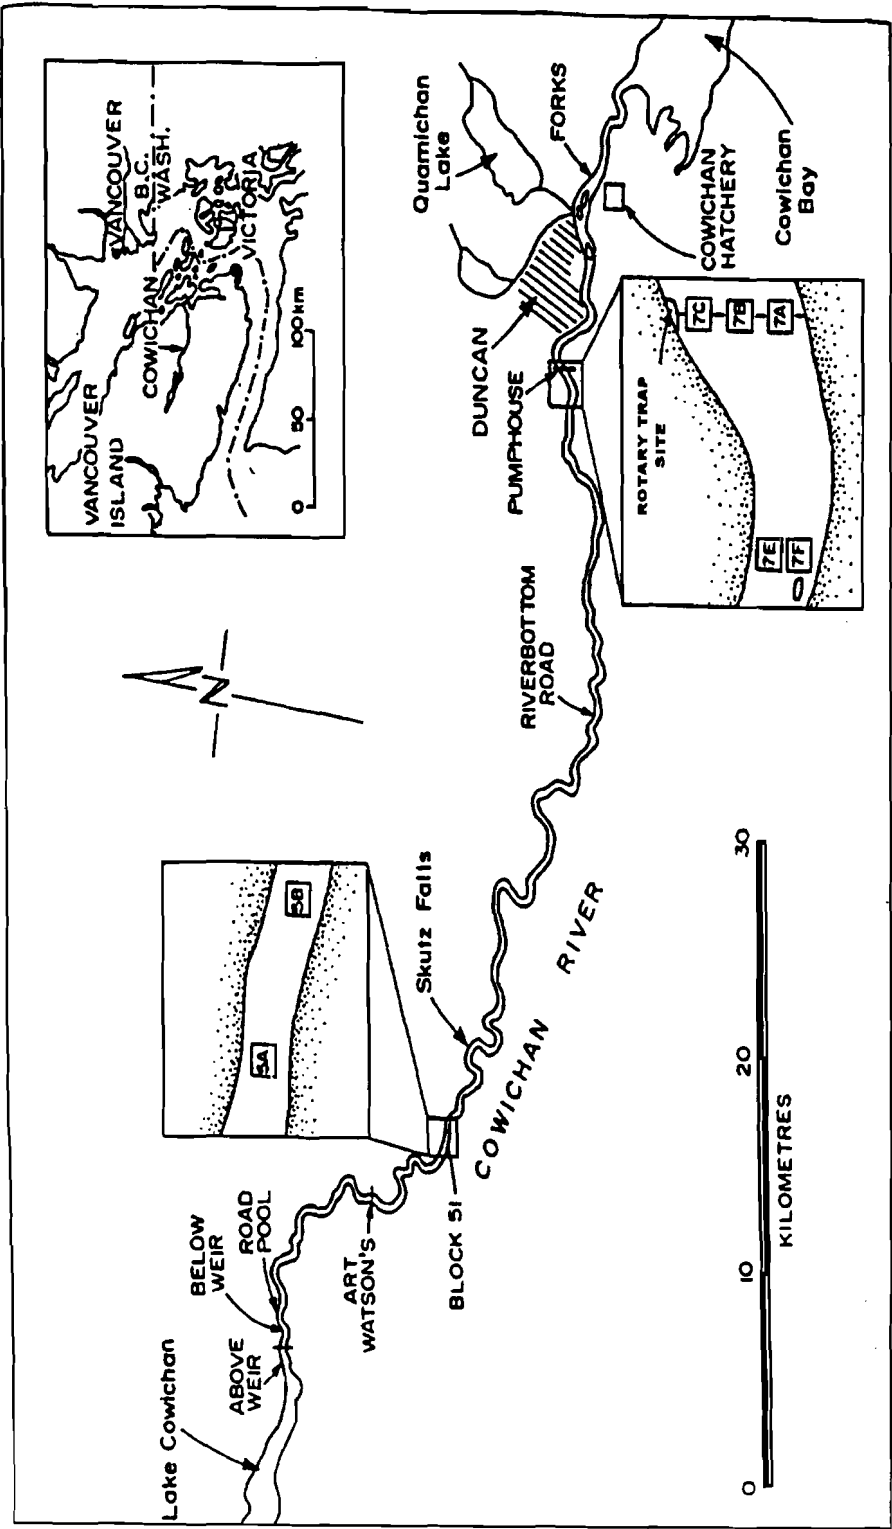 VANCOUVER
ISLAND
COWICHAN
VANCOUVER
B.C.
WASH.
VICTORIA
0 50 100km
N
Lake Cowichan
ABOVE
WEIR
BELOW
WEIR
ROAD
POOL
ART
WATSON'S
BLOCK 51
5A
5B
Skutz Falls
COWICHAN RIVER
RIVERBOTTOM
ROAD
PUMPHOUSE
DUNCAN
Quamichan
Lake
FORKS
COWICHAN
HATCHERY
Cowichan
Bay
ROTARY TRAP
SITE
7C
7B
7A
7E
7F
0 10 20 30
KILOMETRES